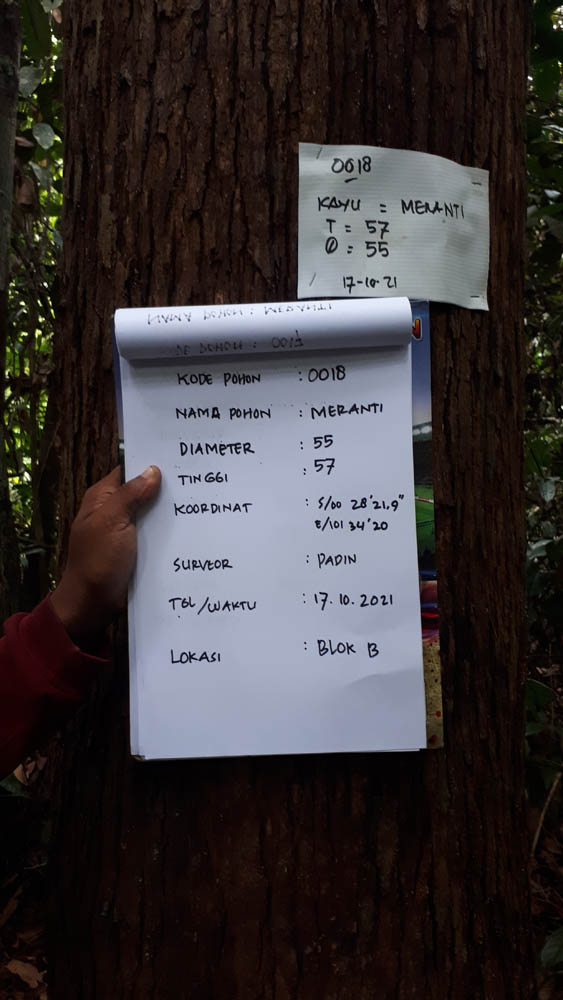 0018
KAYU = MERANTI
T = 57
Ø = 55
17-10-21
KODE POHON : 0018
NAMA POHON : MERANTI
DIAMETER : 55
TINGGI : 57
KOORDINAT : S/00 28'21.9"
E/101 34'20
SURVEOR : PADIN
TGL/WAKTU : 17.10.2021
LOKASI : BLOK B